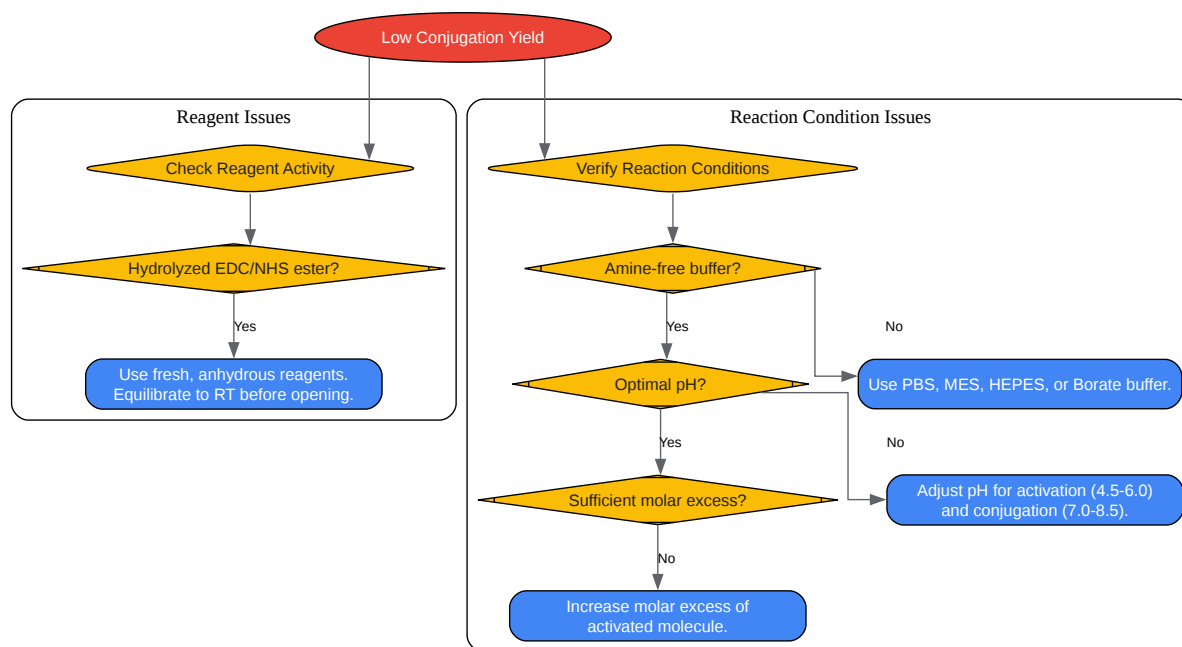 Low Conjugation Yield
Reagent Issues
Check Reagent Activity
Hydrolyzed EDC/NHS ester?
Yes
Use fresh, anhydrous reagents.
Equilibrate to RT before opening.
Reaction Condition Issues
Verify Reaction Conditions
Amine-free buffer?
Yes
No
Optimal pH?
Use PBS, MES, HEPES, or Borate buffer.
Yes
No
Sufficient molar excess?
Adjust pH for activation (4.5-6.0)
and conjugation (7.0-8.5).
No
Increase molar excess of
activated molecule.